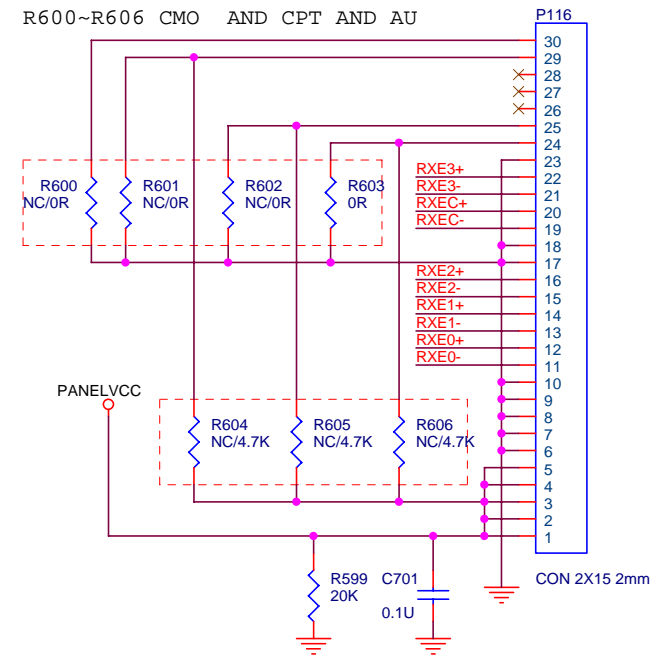 R600~R606 CMO AND CPT AND AU
P116
30
29
28
27
26
25
24
23
RXE3+
22
RXE3-
21
RXEC+
20
RXEC-
19
18
17
RXE2+
16
RXE2-
15
RXE1+
14
RXE1-
13
RXE0+
12
RXE0-
11
10
9
8
7
6
5
4
3
2
1
R600
NC/0R
R601
NC/0R
R602
NC/0R
R603
0R
PANELVCC
R604
NC/4.7K
R605
NC/4.7K
R606
NC/4.7K
R599
20K
C701
0.1U
CON 2X15 2mm